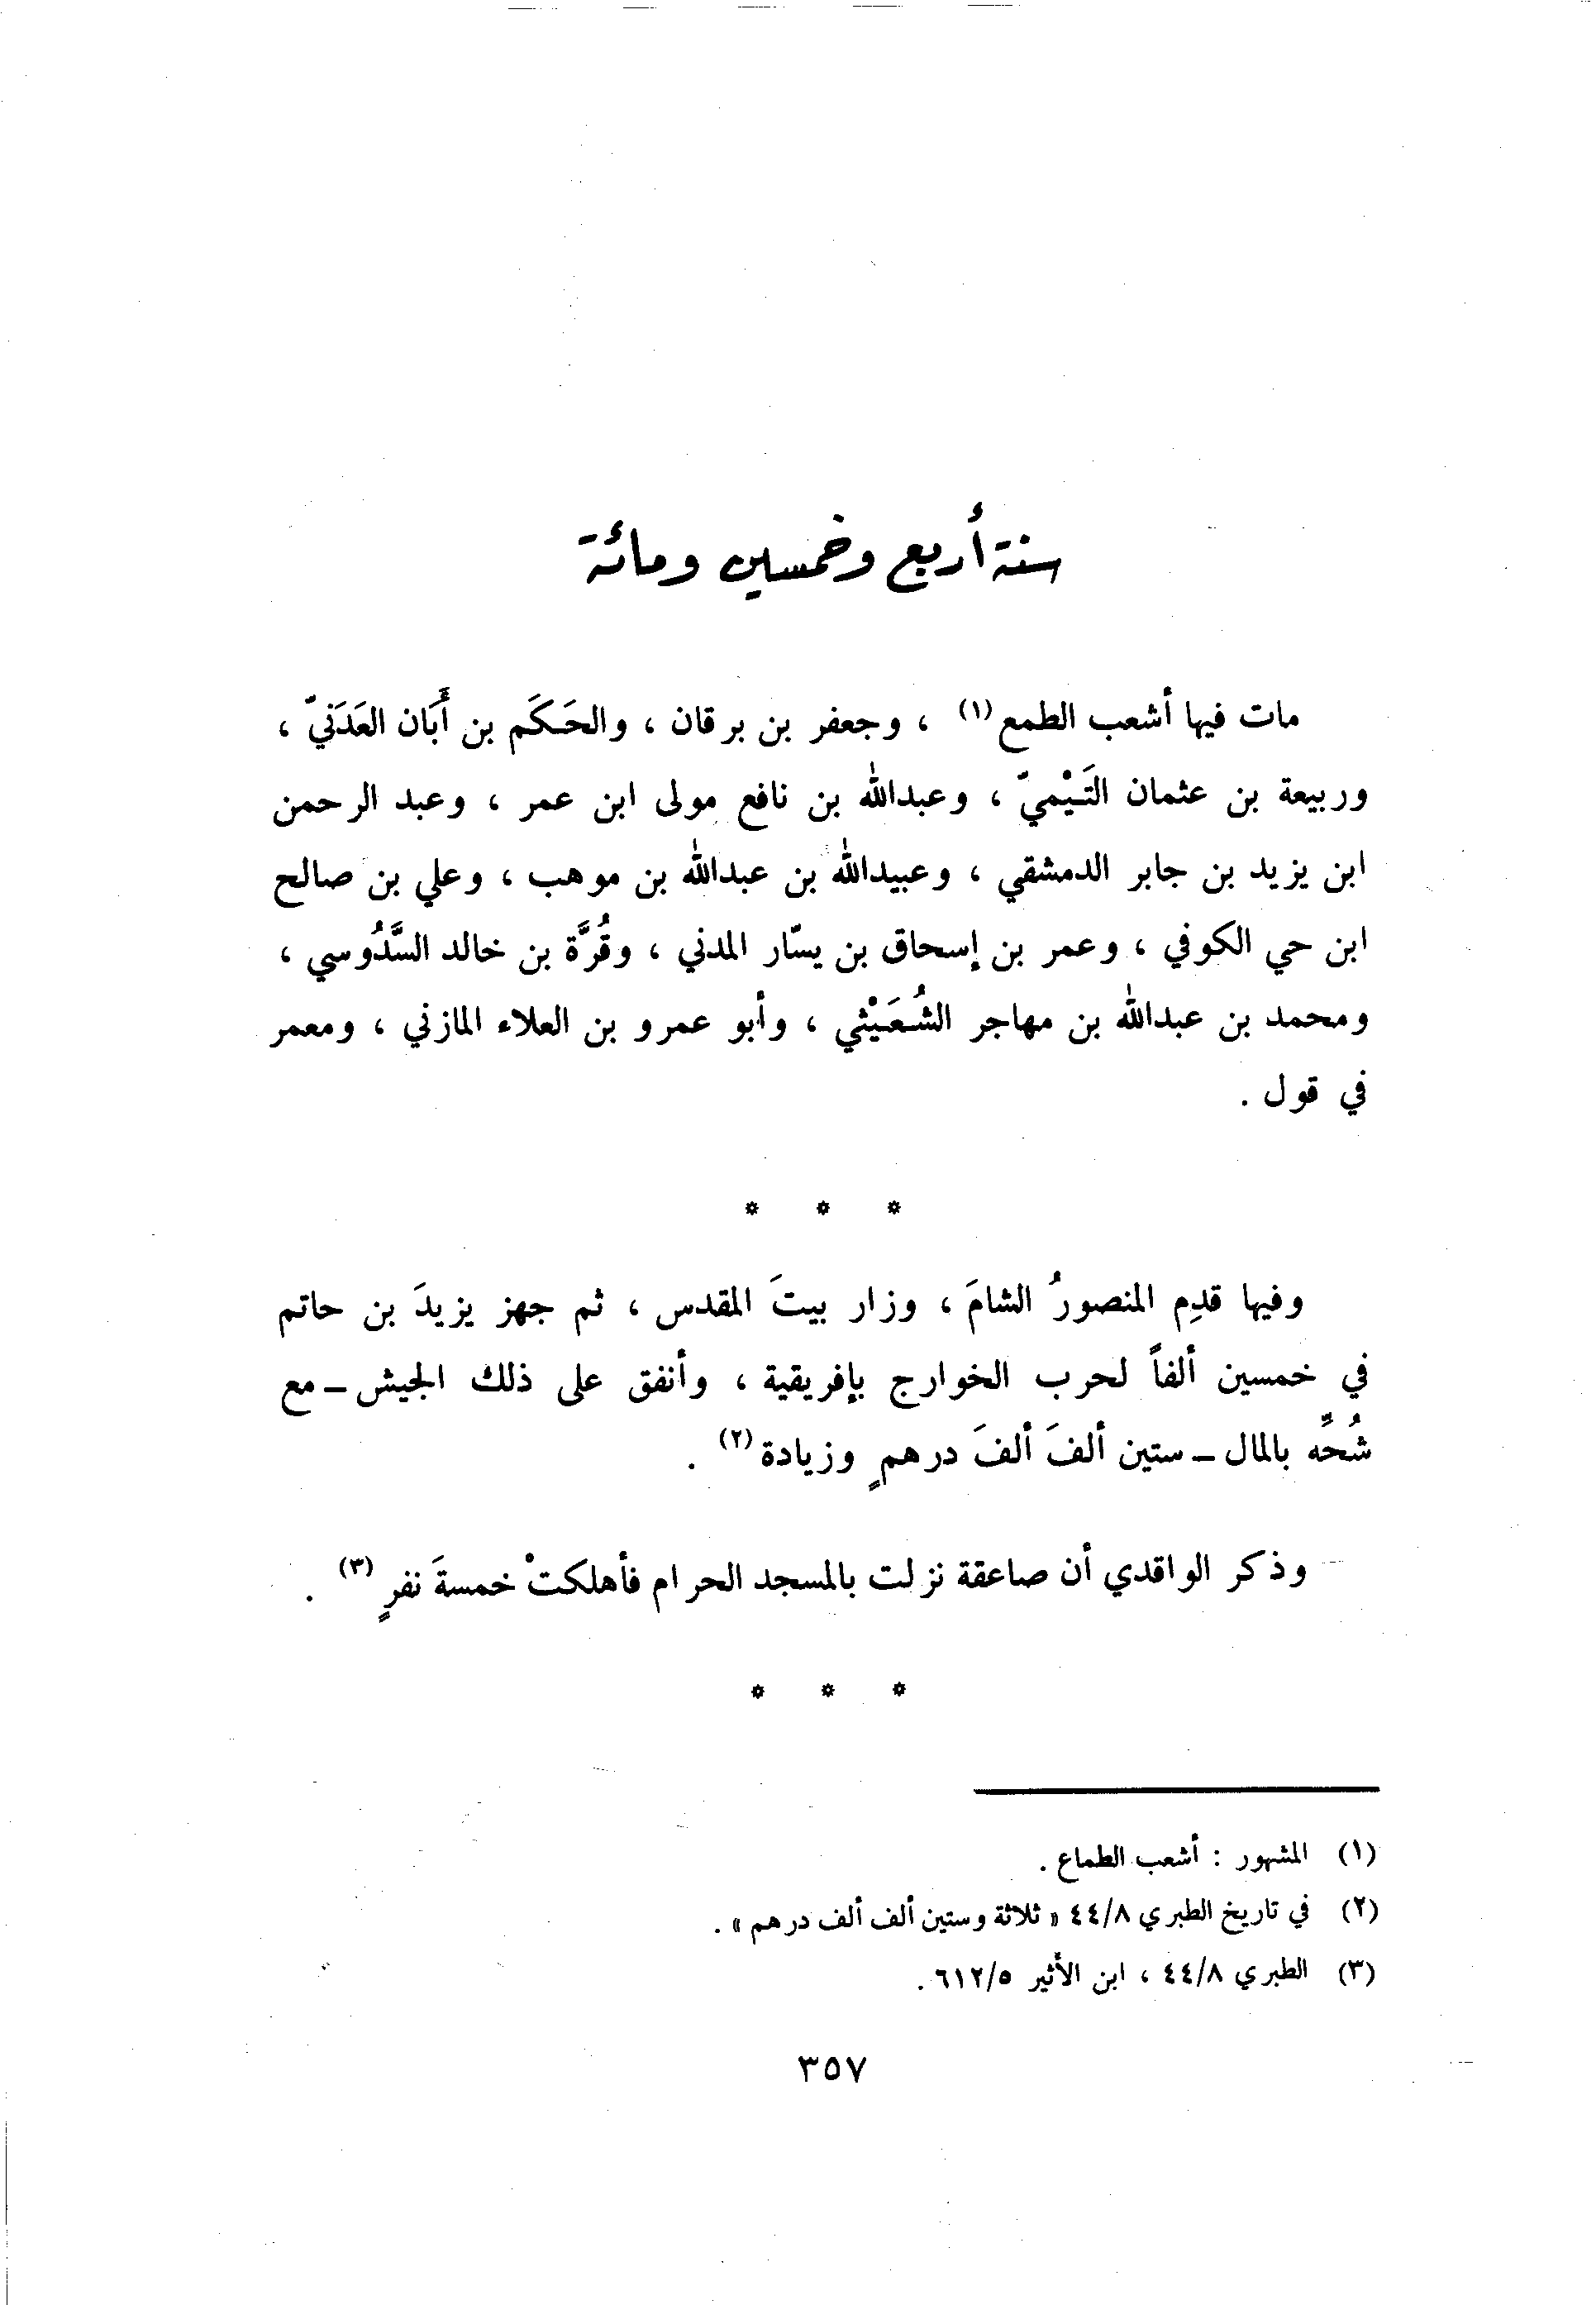 سنة أربع وخمسين ومائة
مات فيها أشعب الطمع (١) ، وجعفر بن برقان ، والحَكَم بن أَبَان العَدَنيّ ،
وربيعة بن عثمان التَيْميّ ، وعبدالله بن نافع مولى ابن عمر ، وعبد الرحمن
ابن يزيد بن جابر الدمشقي ، وعبيدالله بن عبدالله بن موهب ، وعلي بن صالح
ابن حي الكوفي ، وعمر بن إسحاق بن يسّار المدني ، وقُرَّة بن خالد السَّدُوسي ،
ومحمد بن عبدالله بن مهاجر الشُعَيْثي ، وأبو عمرو بن العلاء المازني ، ومعمر
في قول .
* * *
وفيها قدِم المنصورُ الشامَ ، وزار بيتَ المقدس ، ثم جهز يزيدَ بن حاتم
في خمسين ألفاً لحرب الخوارج بإفريقية ، وأنفق على ذلك الجيش ـ مع
شُحِّه بالمال ـ ستين ألفَ ألفَ درهمٍ وزيادة (٢) .
وذكر الواقدي أن صاعقة نزلت بالمسجد الحرام فأهلكتْ خمسةَ نفرٍ (٣) .
* * *
(١) المشهور : أشعب الطماع .
(٢) في تاريخ الطبري ٤٤/٨ « ثلاثة وستين ألف ألف درهم » .
(٣) الطبري ٤٤/٨ ، ابن الأثير ٦١٢/٥ .
٣٥٧